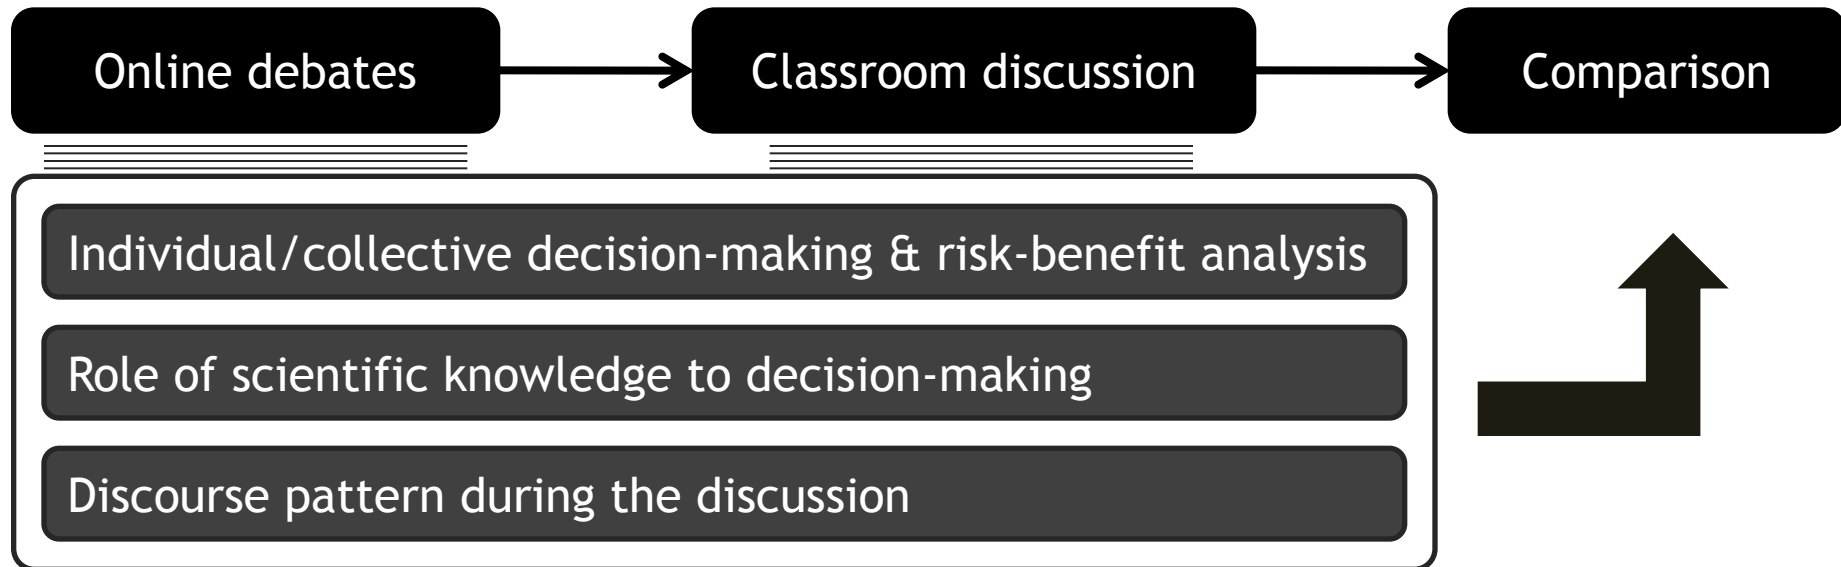 Online debates
Classroom discussion
Comparison
Individual/collective decision-making & risk-benefit analysis
Role of scientific knowledge to decision-making
Discourse pattern during the discussion